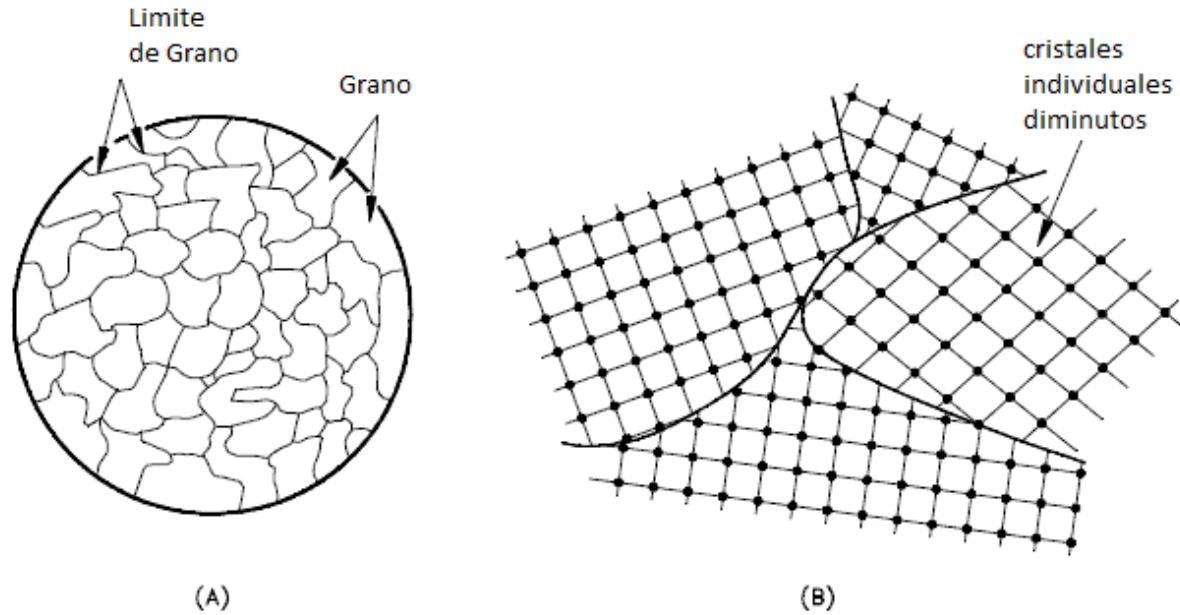 Limite
de Grano
Grano
cristales
individuales
diminutos
(A)
(B)